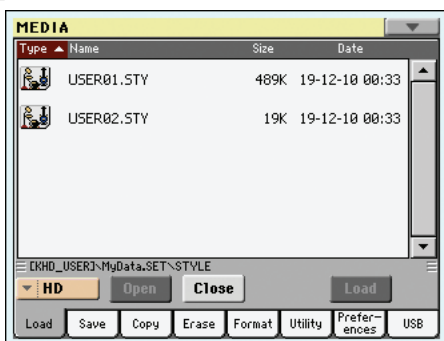 MEDIA
Type Name Size Date
USER01.STY 489K 19-12-10 00:33
USER02.STY 19K 19-12-10 00:33
[KHD_USER]\MyData.SET\STYLE
HD Open Close Load
Load Save Copy Erase Format Utility Prefer-
ences USB